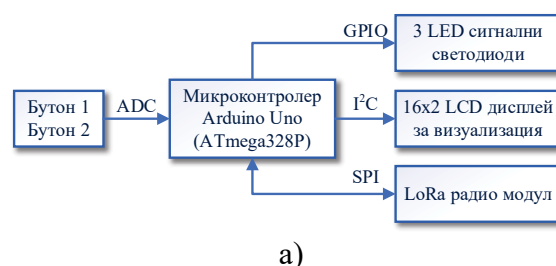 GPIO
3 LED сигнални
светодиоди
Бутон 1
Бутон 2
ADC
Микроконтролер
Arduino Uno
(ATmega328P)
I²C
16x2 LCD дисплей
за визуализация
SPI
LoRa радио модул
а)